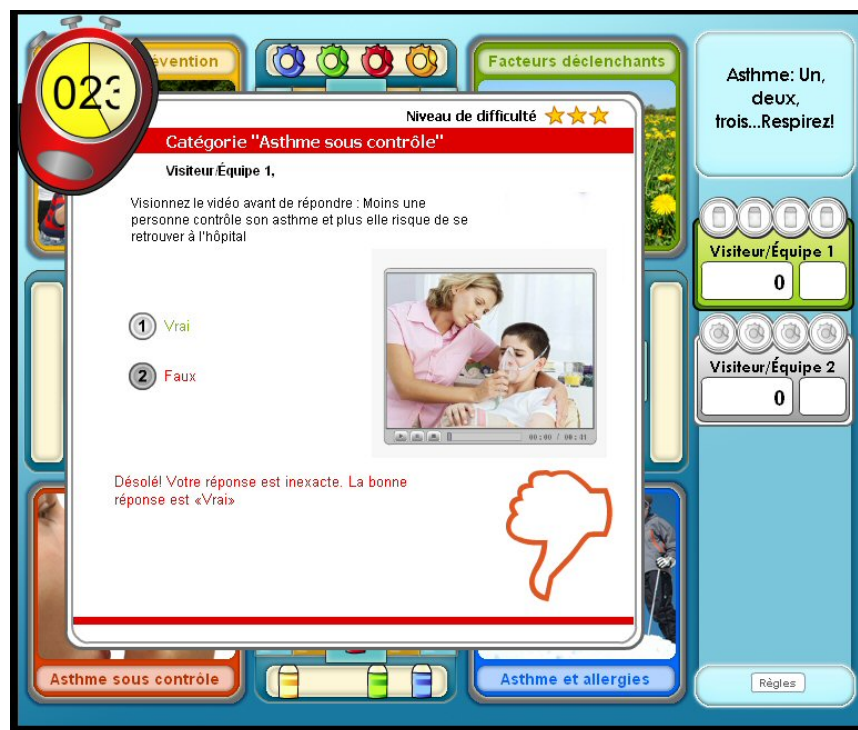 023
évention
Facteurs déclenchants
Asthme: Un,
deux,
trois...Respirez!
Niveau de difficulté
Catégorie "Asthme sous contrôle"
Visiteur/Équipe 1,
Visionnez le vidéo avant de répondre : Moins une
personne contrôle son asthme et plus elle risque de se
retrouver à l'hôpital
1 Vrai
2 Faux
00:00 / 00:41
Désolé! Votre réponse est inexacte. La bonne
réponse est «Vrai»
Visiteur/Équipe 1
0
Visiteur/Équipe 2
0
Asthme sous contrôle
Asthme et allergies
Règles